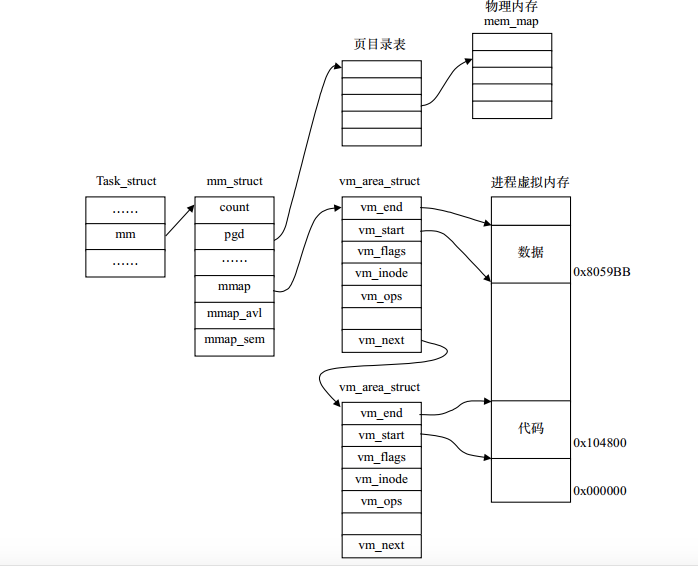 物理内存
mem_map
页目录表
Task_struct
……
mm
……
mm_struct
count
pgd
……
mmap
mmap_avl
mmap_sem
vm_area_struct
vm_end
vm_start
vm_flags
vm_inode
vm_ops
vm_next
进程虚拟内存
数据
0x8059BB
代码
0x104800
0x000000
vm_area_struct
vm_end
vm_start
vm_flags
vm_inode
vm_ops
vm_next